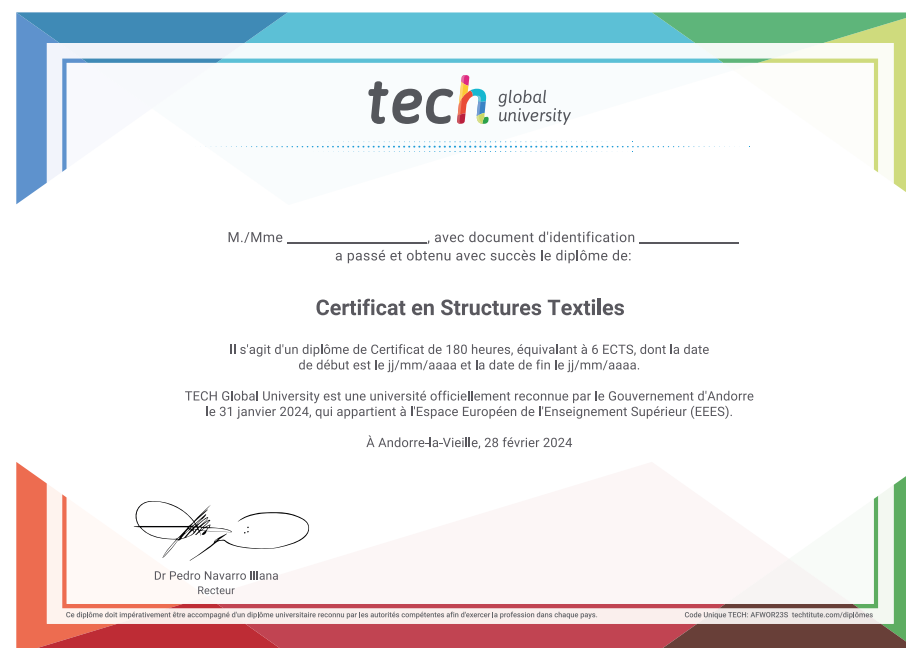 tech global university
M./Mme ____________, avec document d'identification ____________
a passé et obtenu avec succès le diplôme de:
Certificat en Structures Textiles
Il s'agit d'un diplôme de Certificat de 180 heures, équivalant à 6 ECTS, dont la date
de début est le jj/mm/aaaa et la date de fin le jj/mm/aaaa.
TECH Global University est une université officiellement reconnue par le Gouvernement d'Andorre
le 31 janvier 2024, qui appartient à l'Espace Européen de l'Enseignement Supérieur (EEES).
À Andorre-la-Vieille, 28 février 2024
Dr Pedro Navarro Illana
Recteur
Ce diplôme doit impérativement être accompagné d'un diplôme universitaire reconnu par les autorités compétentes afin d'exercer la profession dans chaque pays.
Code Unique TECH: AFWOR23S techtitute.com/diplômes